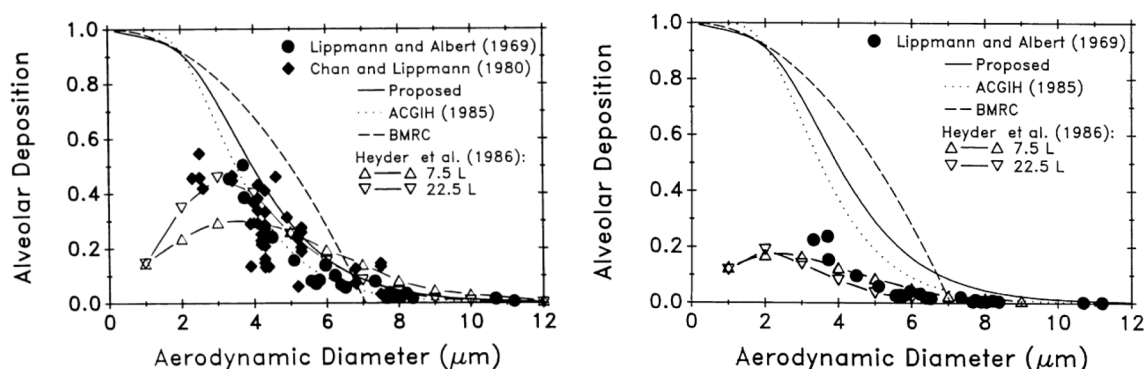 Alveolar Deposition
1.0
0.8
0.6
0.4
0.2
0.0
Lippmann and Albert (1969)
Chan and Lippmann (1980)
Proposed
ACGIH (1985)
BMRC
Heyder et al. (1986):
7.5 L
22.5 L
0 2 4 6 8 10 12
Aerodynamic Diameter (μm)
Alveolar Deposition
1.0
0.8
0.6
0.4
0.2
0.0
Lippmann and Albert (1969)
Proposed
ACGIH (1985)
BMRC
Heyder et al. (1986):
7.5 L
22.5 L
0 2 4 6 8 10 12
Aerodynamic Diameter (μm)